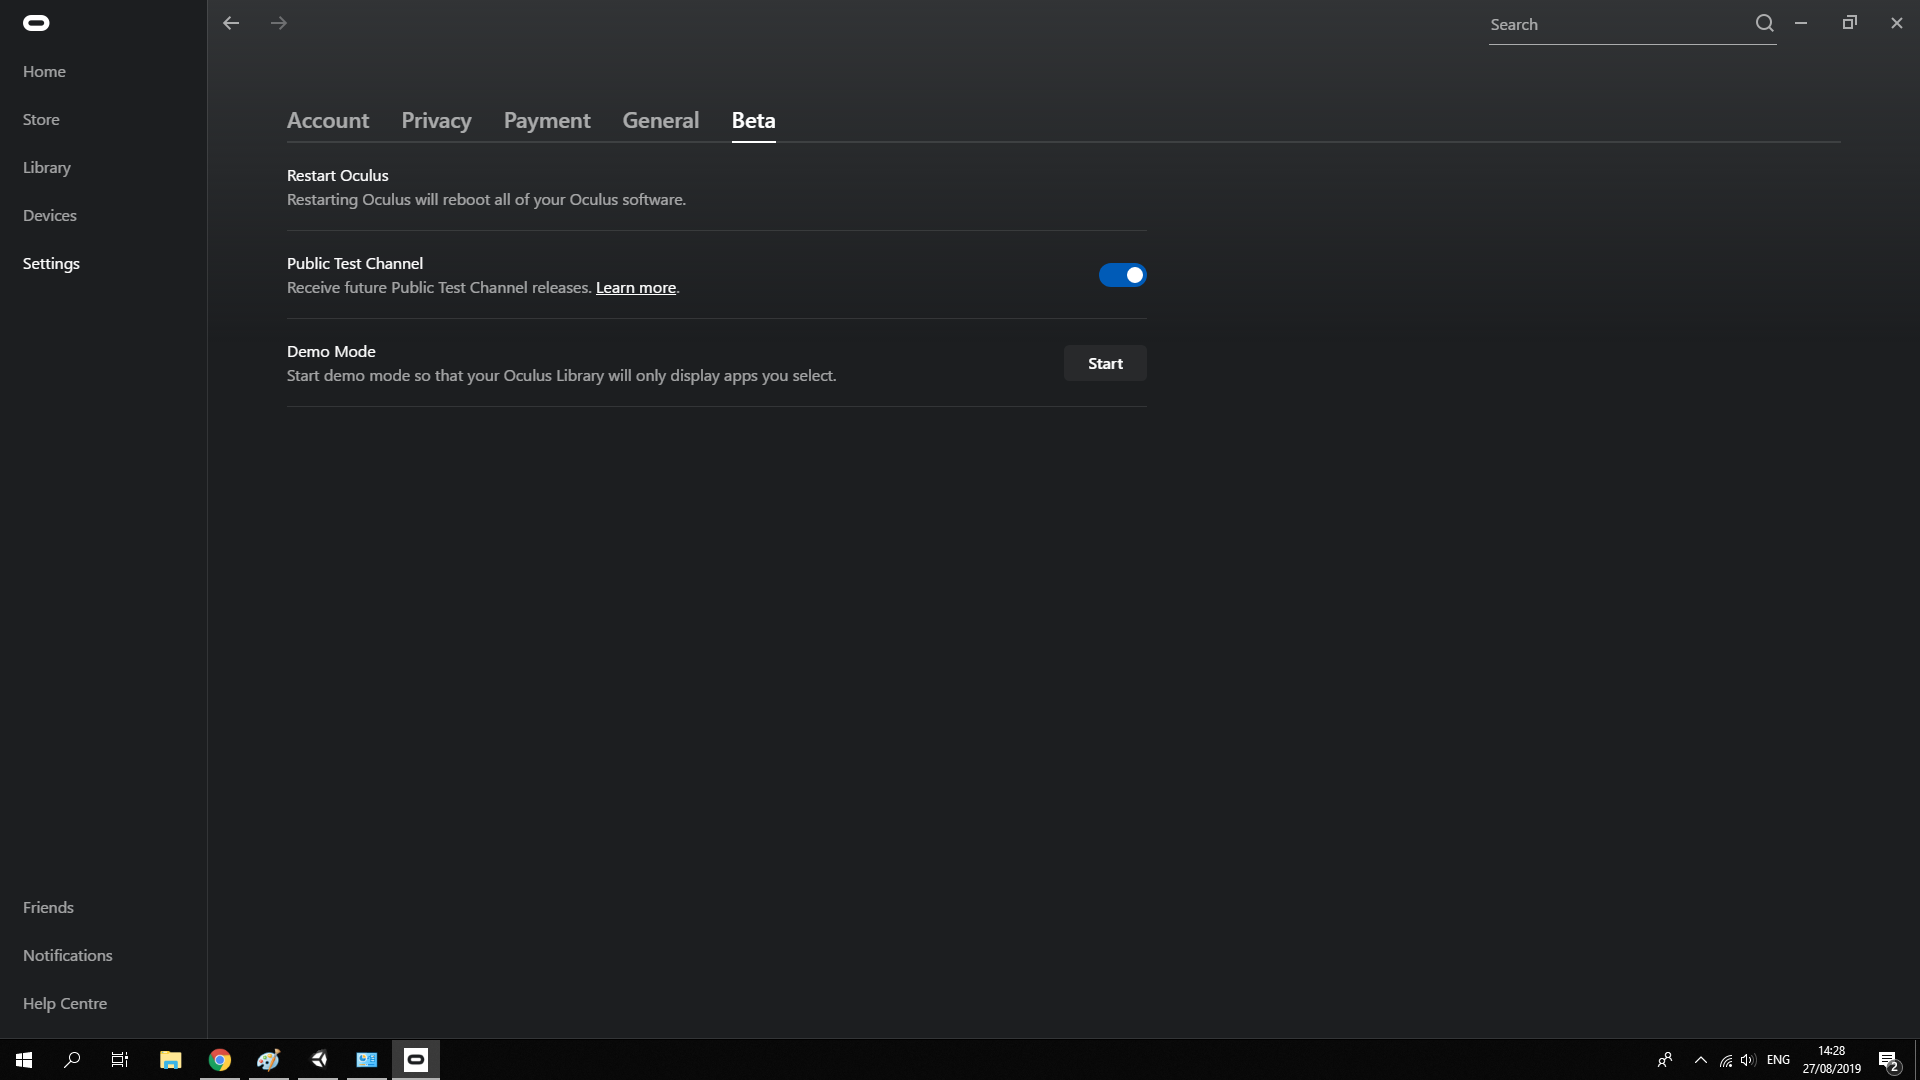 Search
Home
Store
Library
Devices
Settings
Account Privacy Payment General Beta
Restart Oculus
Restarting Oculus will reboot all of your Oculus software.
Public Test Channel
Receive future Public Test Channel releases. Learn more.
Demo Mode
Start demo mode so that your Oculus Library will only display apps you select.
Start
Friends
Notifications
Help Centre
ENG
14:28
27/08/2019
2